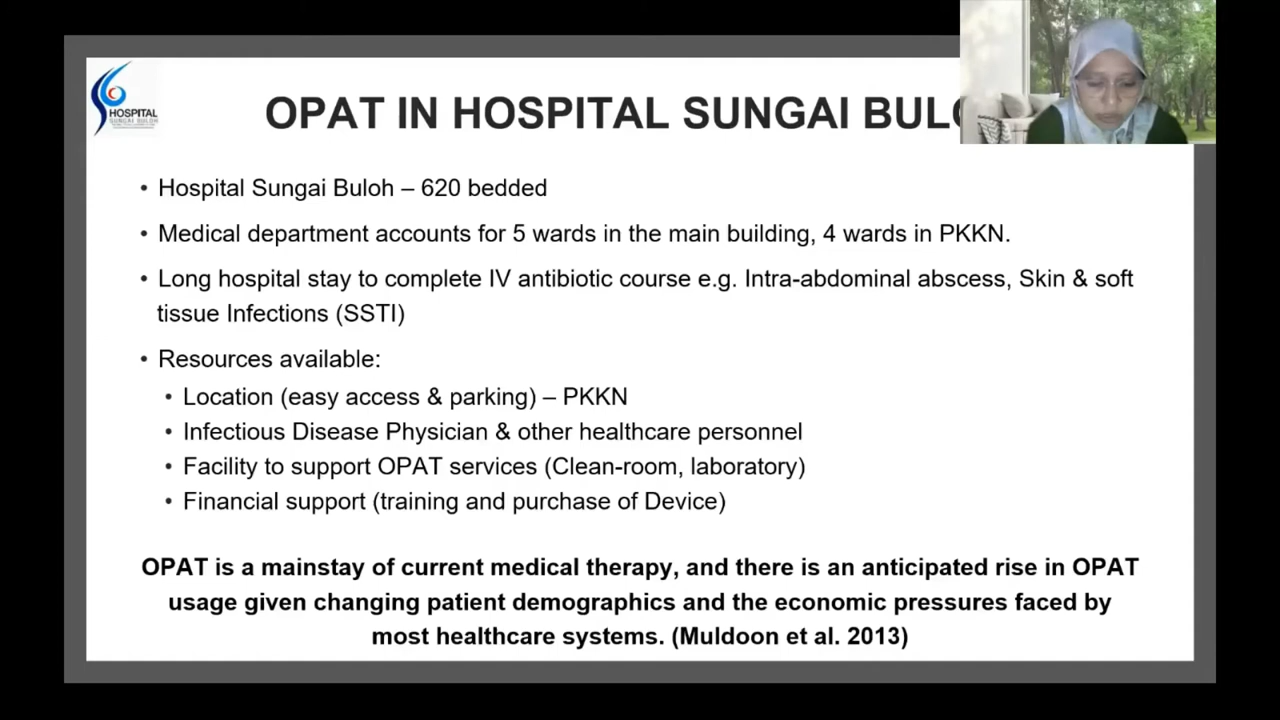 HOSPITAL
SUNGAI BULOH
OPAT IN HOSPITAL SUNGAI
• Hospital Sungai Buloh – 620 bedded
• Medical department accounts for 5 wards in the main building, 4 wards in PKKN.
• Long hospital stay to complete IV antibiotic course e.g. Intra-abdominal abscess, Skin & soft
tissue Infections (SSTI)
• Resources available:
• Location (easy access & parking) – PKKN
• Infectious Disease Physician & other healthcare personnel
• Facility to support OPAT services (Clean-room, laboratory)
• Financial support (training and purchase of Device)
OPAT is a mainstay of current medical therapy, and there is an anticipated rise in OPAT
usage given changing patient demographics and the economic pressures faced by
most healthcare systems. (Muldoon et al. 2013)